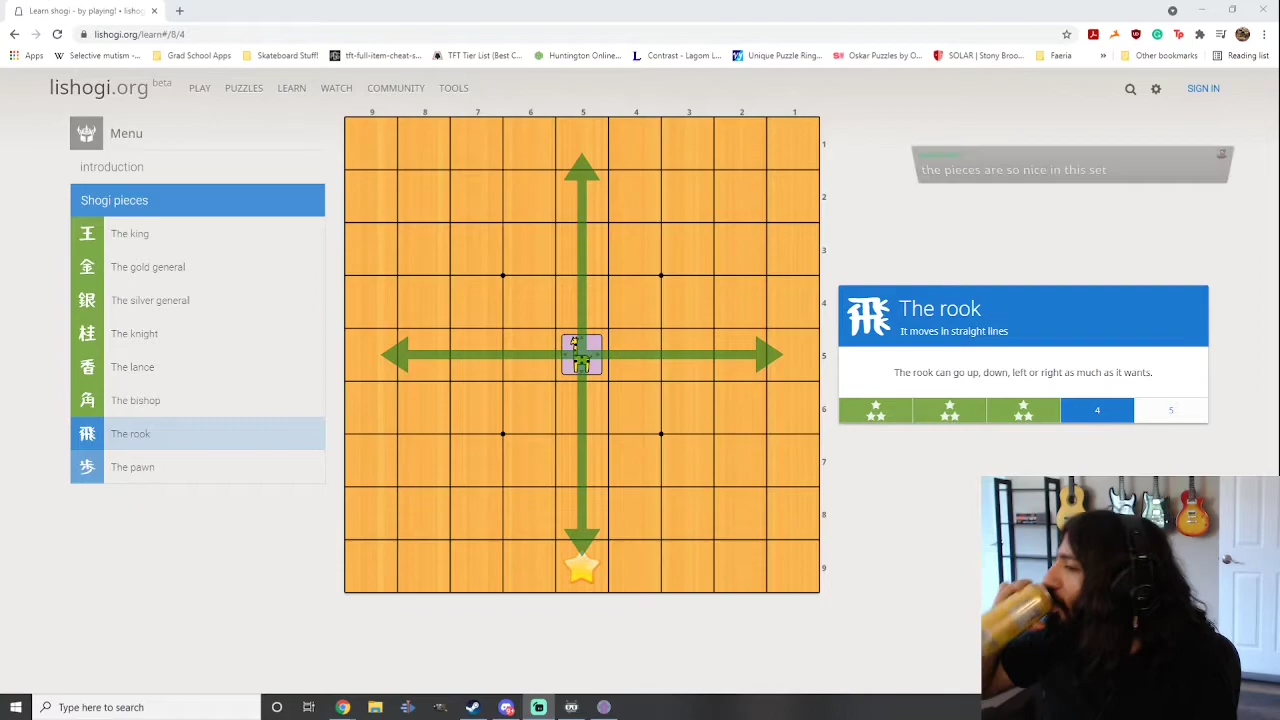 Learn shogi - by playing! • lishog
lishogi.org/learn#/8/4
Apps
Selective mutism -...
Grad School Apps
Skateboard Stuff!
tft-full-item-cheat-s...
TFT Tier List (Best C...
Huntington Online...
Contrast - Lagom L...
Unique Puzzle Ring...
Oskar Puzzles by O...
SOLAR | Stony Broo...
Faeria
»
Other bookmarks
Reading list
lishogi.org beta
PLAY
PUZZLES
LEARN
WATCH
COMMUNITY
TOOLS
SIGN IN
Menu
introduction
Shogi pieces
王 The king
金 The gold general
銀 The silver general
桂 The knight
香 The lance
角 The bishop
飛 The rook
歩 The pawn
9 8 7 6 5 4 3 2 1
1
2
3
4
5
6
7
8
9
the pieces are so nice in this set
飛 The rook
It moves in straight lines
The rook can go up, down, left or right as much as it wants.
4 5
Type here to search